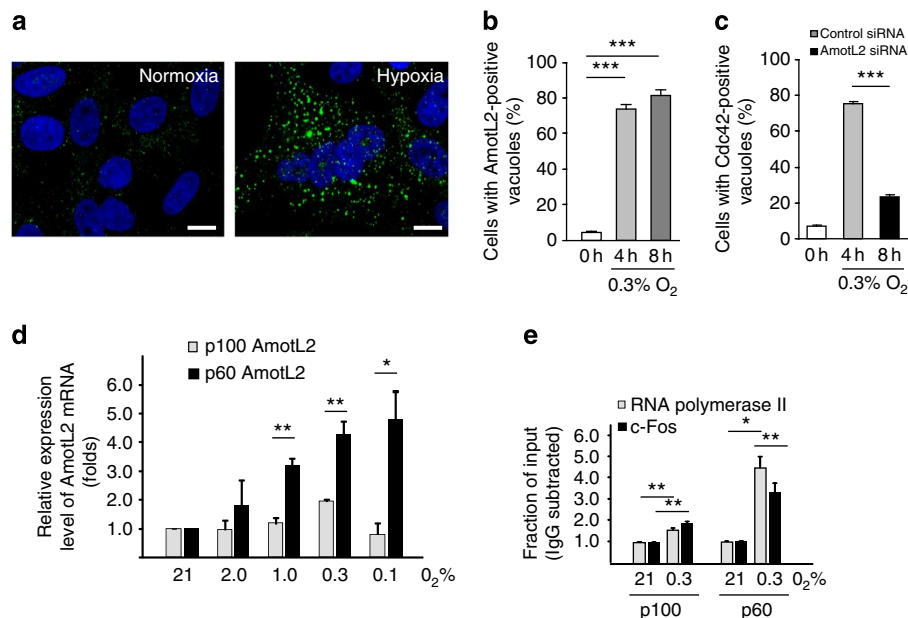 a
Normoxia
Hypoxia
b
Cells with AmotL2-positive
vacuoles (%)
100
80
60
40
20
0
***
***
0 h
4 h
8 h
0.3% O2
c
Control siRNA
AmotL2 siRNA
Cells with Cdc42-positive
vacuoles (%)
100
80
60
40
20
0
***
0 h
4 h
8 h
0.3% O2
d
p100 AmotL2
p60 AmotL2
Relative expression
level of AmotL2 mRNA
(folds)
6.0
5.0
4.0
3.0
2.0
1.0
**
**
*
21 2.0 1.0 0.3 0.1 02%
e
RNA polymerase II
c-Fos
Fraction of input
(IgG subtracted)
6.0
5.0
4.0
3.0
2.0
1.0
**
**
*
**
21 0.3 21 0.3 02%
p100 p60